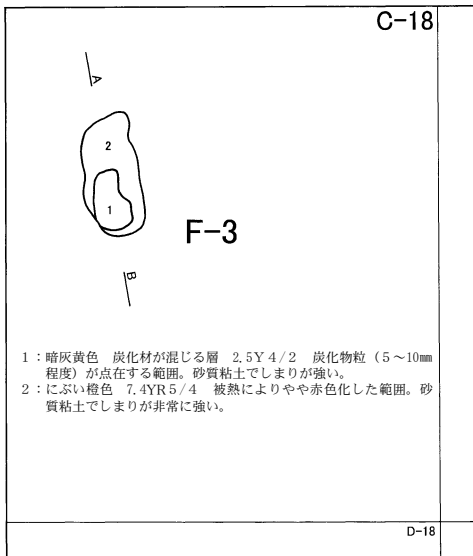 C-18
A
2
1
F-3
B
1：暗灰黄色　炭化材が混じる層　2.5Y 4/2　炭化物粒（5～10㎜
程度）が点在する範囲。砂質粘土でしまりが強い。
2：にぶい橙色　7.4YR 5/4　被熱によりやや赤色化した範囲。砂
質粘土でしまりが非常に強い。
D-18